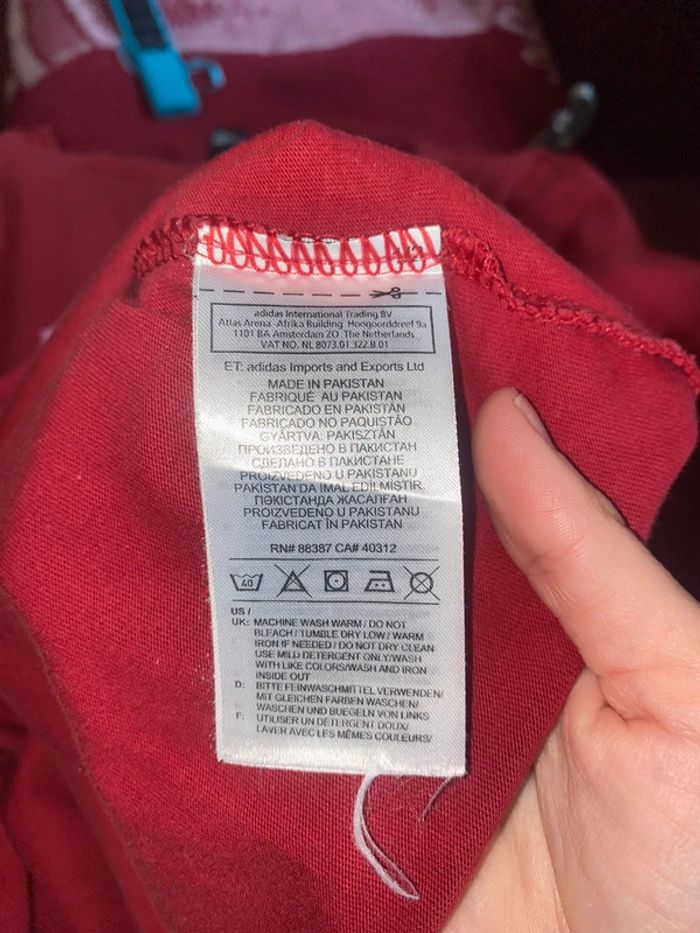 adidas International Trading BV
Atlas Arena -Afrika Building Hoogoorddreef 9a
1101 BA Amsterdam ZO The Netherlands
VAT NO. NL 8073.01.322.B.01
ET: adidas Imports and Exports Ltd
MADE IN PAKISTAN
FABRIQUÉ AU PAKISTAN
FABRICADO EN PAKISTÁN
FABRICADO NO PAQUISTÃO
GYÁRTVA: PAKISZTÁN
ПРОИЗВЕДЕНО В ПАКИСТАН
СДЕЛАНО В ПАКИСТАНЕ
PROIZVEDENO U PAKISTANU
PAKISTAN'DA İMAL EDİLMİŞTİR
ПӘКІСТАНДА ЖАСАЛҒАН
PROIZVEDENO U PAKISTANU
FABRICAT ÎN PAKISTAN
RN# 88387 CA# 40312
40
US /
UK: MACHINE WASH WARM / DO NOT
BLEACH / TUMBLE DRY LOW / WARM
IRON IF NEEDED / DO NOT DRY CLEAN
USE MILD DETERGENT ONLY/WASH
WITH LIKE COLORS/WASH AND IRON
INSIDE OUT
D: BITTE FEINWASCHMITTEL VERWENDEN/
MIT GLEICHEN FARBEN WASCHEN/
WASCHEN UND BUEGELN VON LINKS
F: UTILISER UN DETERGENT DOUX/
LAVER AVEC LES MÊMES COULEURS/